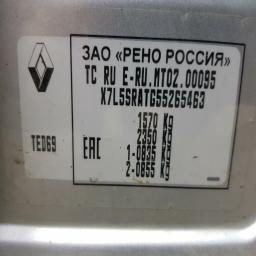 ЗАО «РЕНО РОССИЯ»
TC RU E-RU.MT02.00095
X7L5SRATG55265463
1570 Kg
2350 Kg
1-0835 Kg
2-0855 Kg
TED69
EAC